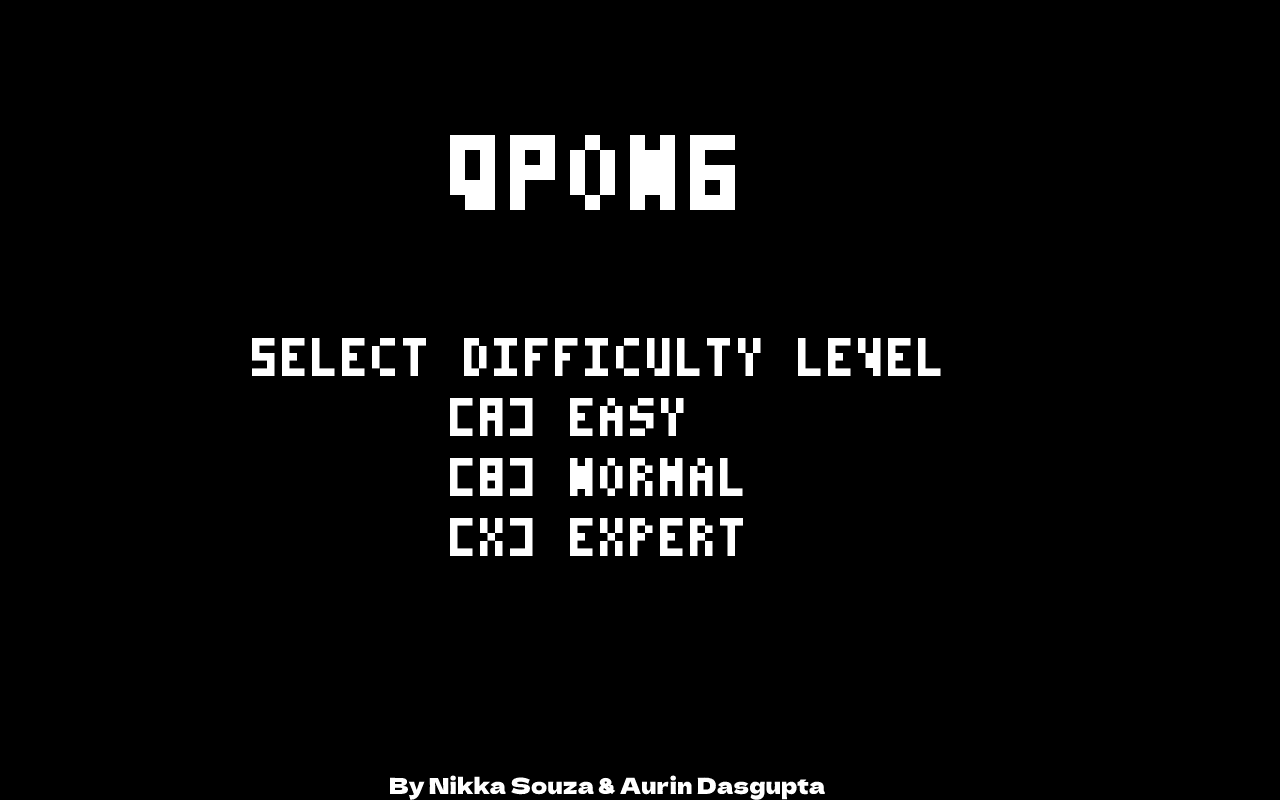 QPONG
SELECT DIFFICULTY LEVEL
[A] EASY
[B] NORMAL
[X] EXPERT
By Nikka Souza & Aurin Dasgupta